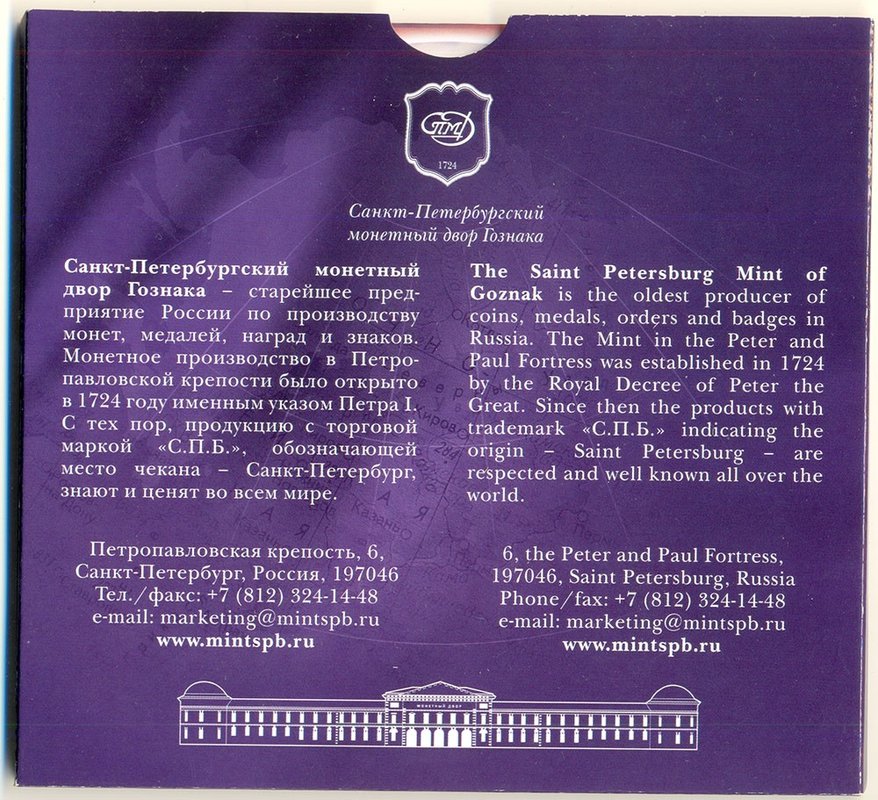 СПМД
1724
Санкт-Петербургский
монетный двор Гознака
Санкт-Петербургский монетный
двор Гознака – старейшее пред-
приятие России по производству
монет, медалей, наград и знаков.
Монетное производство в Петро-
павловской крепости было открыто
в 1724 году именным указом Петра I.
С тех пор, продукцию с торговой
маркой «С.П.Б.», обозначающей
место чекана – Санкт-Петербург,
знают и ценят во всем мире.
The Saint Petersburg Mint of
Goznak is the oldest producer of
coins, medals, orders and badges in
Russia. The Mint in the Peter and
Paul Fortress was established in 1724
by the Royal Decree of Peter the
Great. Since then the products with
trademark «С.П.Б.» indicating the
origin – Saint Petersburg – are
respected and well known all over the
world.
Петропавловская крепость, 6,
Санкт-Петербург, Россия, 197046
Тел./факс: +7 (812) 324-14-48
e-mail: marketing@mintspb.ru
www.mintspb.ru
6, the Peter and Paul Fortress,
197046, Saint Petersburg, Russia
Phone/fax: +7 (812) 324-14-48
e-mail: marketing@mintspb.ru
www.mintspb.ru
МОНЕТНЫЙ ДВОР